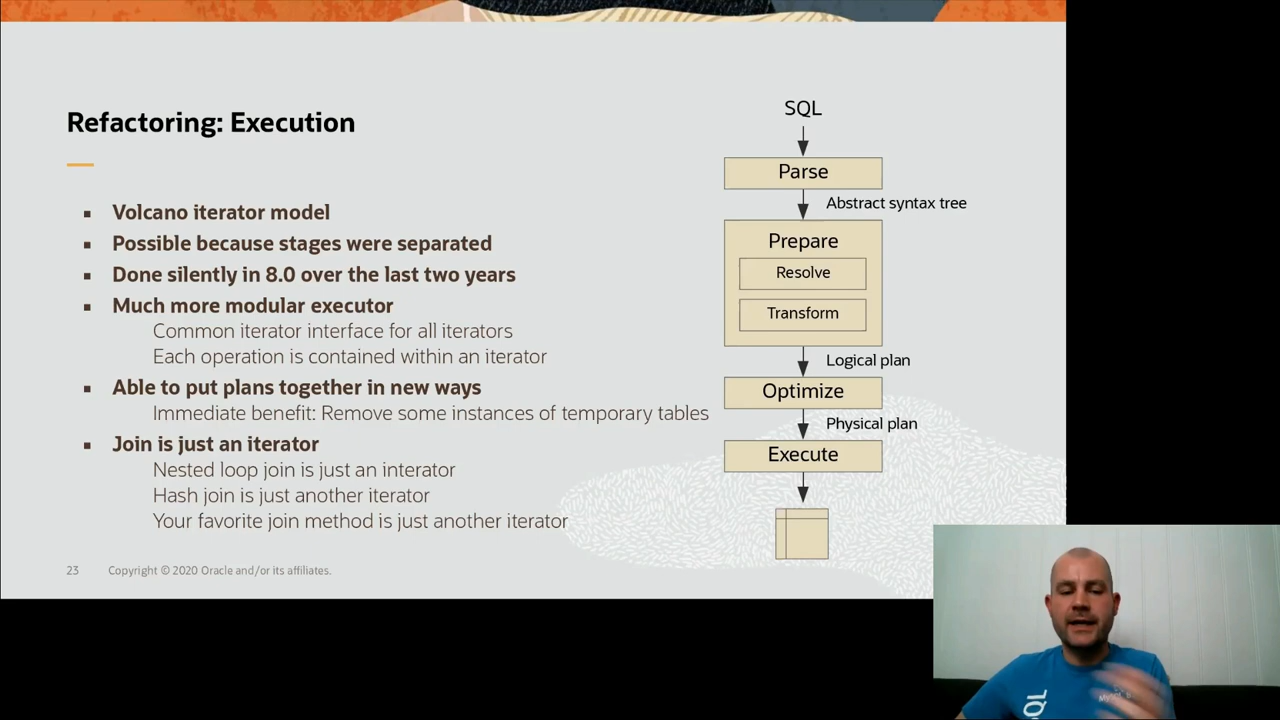 Refactoring: Execution
Volcano iterator model
Possible because stages were separated
Done silently in 8.0 over the last two years
Much more modular executor
Common iterator interface for all iterators
Each operation is contained within an iterator
Able to put plans together in new ways
Immediate benefit: Remove some instances of temporary tables
Join is just an iterator
Nested loop join is just an interator
Hash join is just another iterator
Your favorite join method is just another iterator
23 Copyright © 2020 Oracle and/or its affiliates.
SQL
Parse
Abstract syntax tree
Prepare
Resolve
Transform
Logical plan
Optimize
Physical plan
Execute